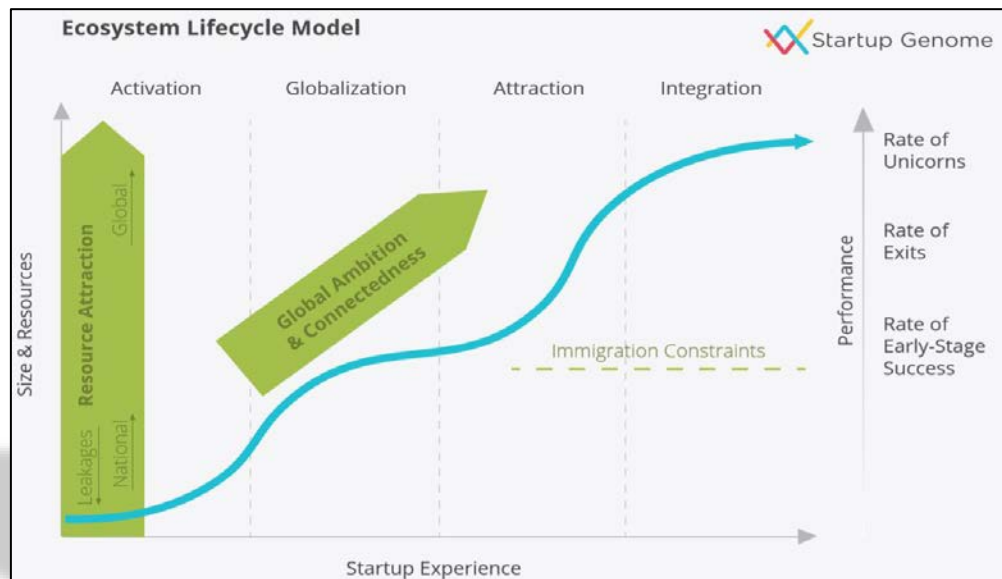 Ecosystem Lifecycle Model
Startup Genome
Activation
Globalization
Attraction
Integration
Size & Resources
Resource Attraction
Global
National
Leakages
Global Ambition
& Connectedness
Immigration Constraints
Performance
Rate of
Unicorns
Rate of
Exits
Rate of
Early-Stage
Success
Startup Experience